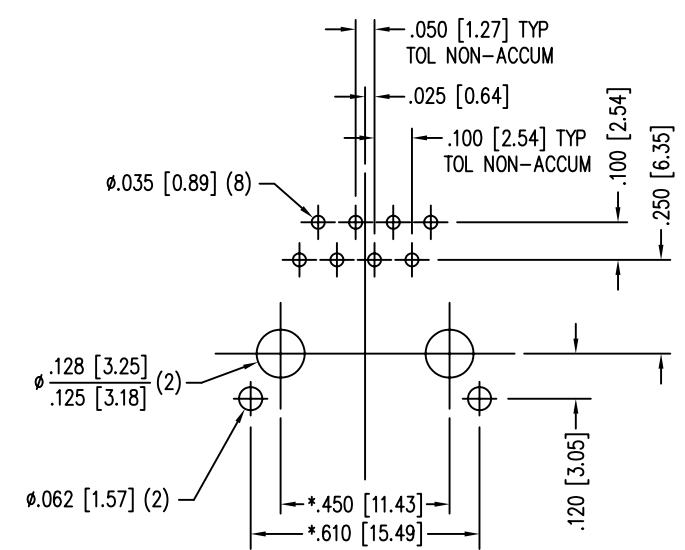 .050 [1.27] TYP
TOL NON-ACCUM
.025 [0.64]
.100 [2.54] TYP
TOL NON-ACCUM
.100 [2.54]
.250 [6.35]
ø.035 [0.89] (8)
ø .128 [3.25] (2)
.125 [3.18]
ø.062 [1.57] (2)
*.450 [11.43]
*.610 [15.49]
.120 [3.05]